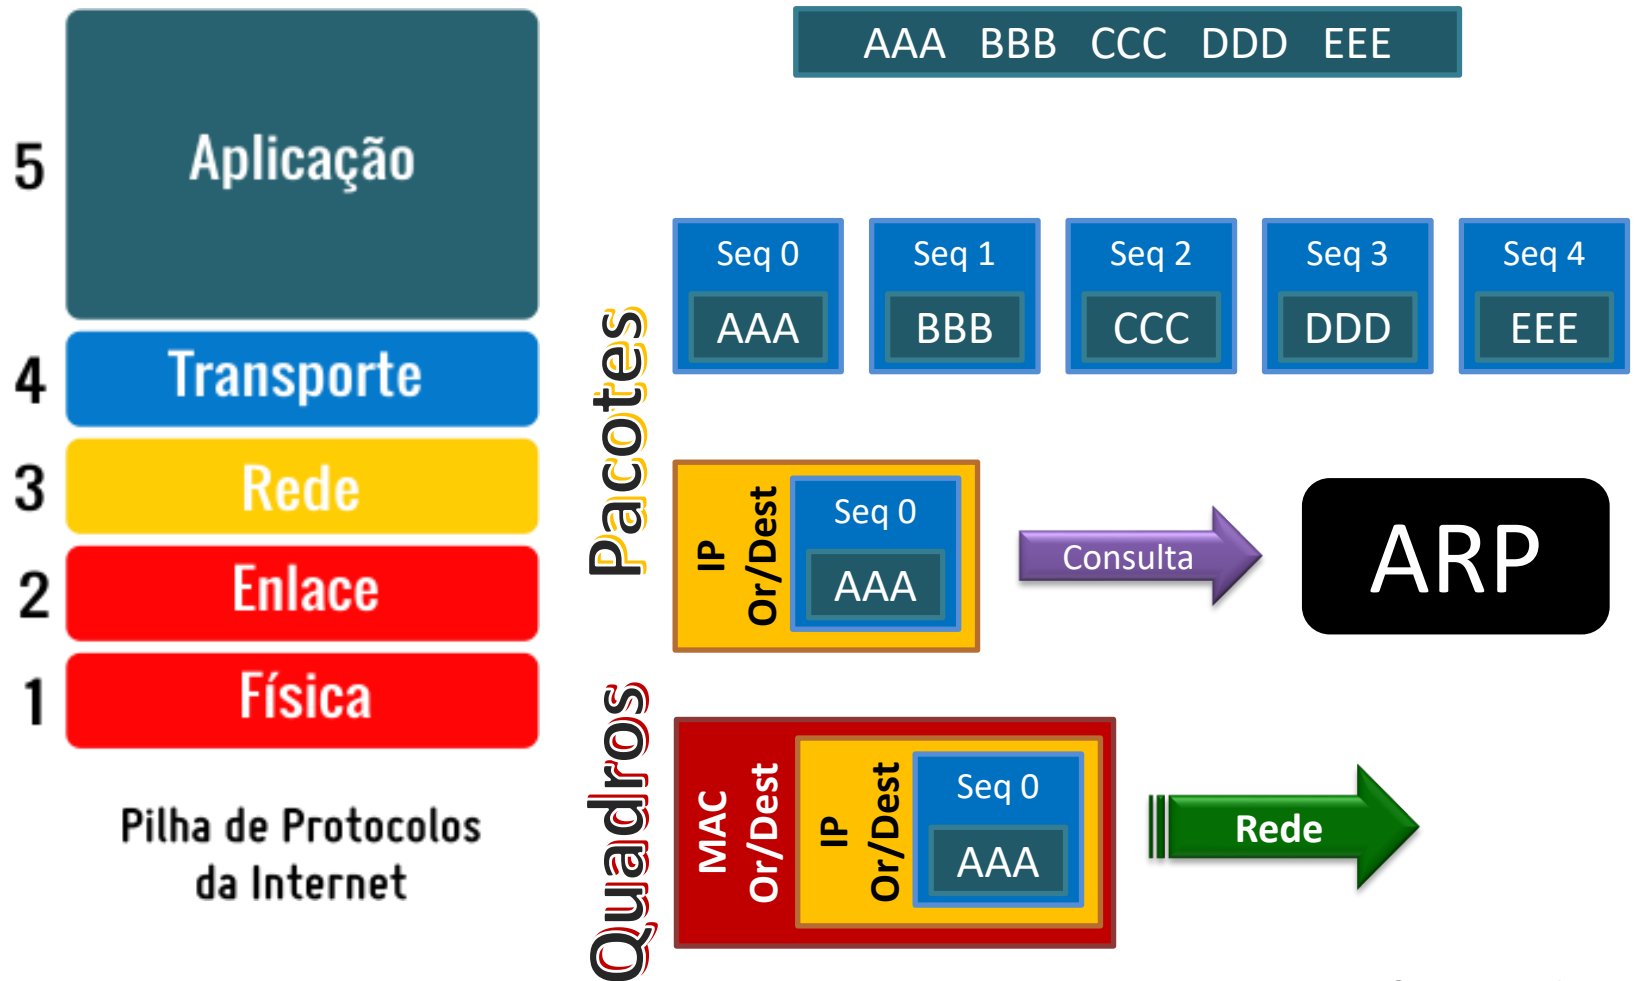 5
Aplicação
4
Transporte
3
Rede
2
Enlace
1
Física
Pilha de Protocolos
da Internet
AAA BBB CCC DDD EEE
Pacotes
Seq 0
AAA
Seq 1
BBB
Seq 2
CCC
Seq 3
DDD
Seq 4
EEE
IP
Or/Dest
Seq 0
AAA
Consulta
ARP
Quadros
MAC
Or/Dest
IP
Or/Dest
Seq 0
AAA
Rede